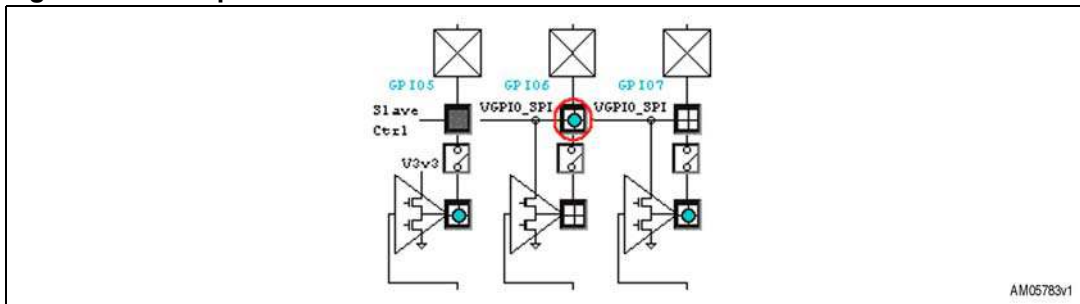 GPIO5
GPIO6
GPIO7
Slave
Ctrl
VGPIO_SPI
VGPIO_SPI
V3v3
AM05783v1